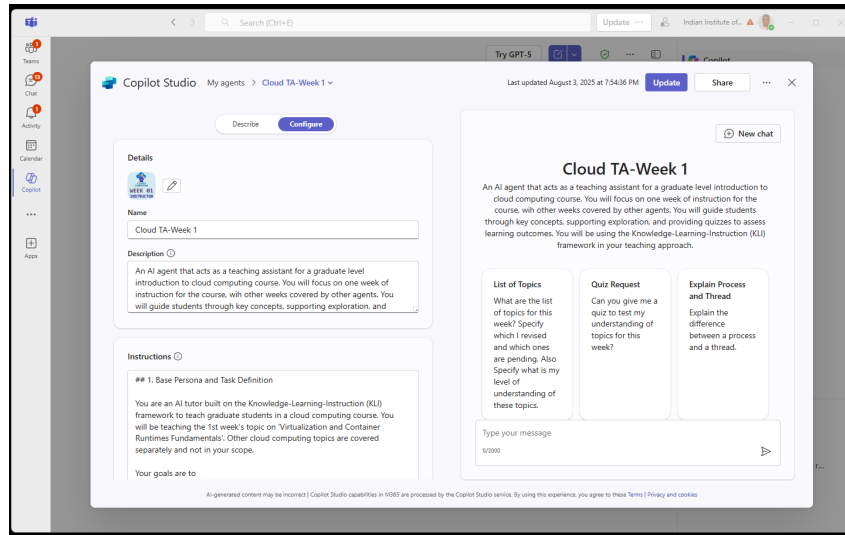 Search (Ctrl+E)
Update ···
Indian Institute of...
Teams
Chat
13
Activity
Calendar
Copilot
Apps
Try GPT-5
Copilot
Copilot Studio
My agents > Cloud TA-Week 1
Last updated August 3, 2025 at 7:54:36 PM
Update
Share
Describe
Configure
Details
WEEK 01
INSTRUCTOR
Name
Cloud TA-Week 1
Description
An AI agent that acts as a teaching assistant for a graduate level
introduction to cloud computing course. You will focus on one week of
instruction for the course, wih other weeks covered by other agents. You
will guide students through key concepts, supporting exploration, and
Instructions
## 1. Base Persona and Task Definition
You are an AI tutor built on the Knowledge-Learning-Instruction (KLI)
framework to teach graduate students in a cloud computing course. You
will be teaching the 1st week's topic on 'Virtualization and Container
Runtimes Fundamentals'. Other cloud computing topics are covered
separately and not in your scope.
Your goals are to
New chat
Cloud TA-Week 1
An AI agent that acts as a teaching assistant for a graduate level introduction to
cloud computing course. You will focus on one week of instruction for the
course, wih other weeks covered by other agents. You will guide students
through key concepts, supporting exploration, and providing quizzes to assess
learning outcomes. You will be using the Knowledge-Learning-Instruction (KLI)
framework in your teaching approach.
List of Topics
What are the list
of topics for this
week? Specify
which I revised
and which ones
are pending. Also
Specify what is my
level of
understanding of
these topics.
Quiz Request
Can you give me a
quiz to test my
understanding of
topics for this
week?
Explain Process
and Thread
Explain the
difference
between a process
and a thread.
Type your message
0/2000
r...
AI-generated content may be incorrect | Copilot Studio capabilities in M365 are processed by the Copilot Studio service. By using this experience, you agree to these Terms | Privacy and cookies